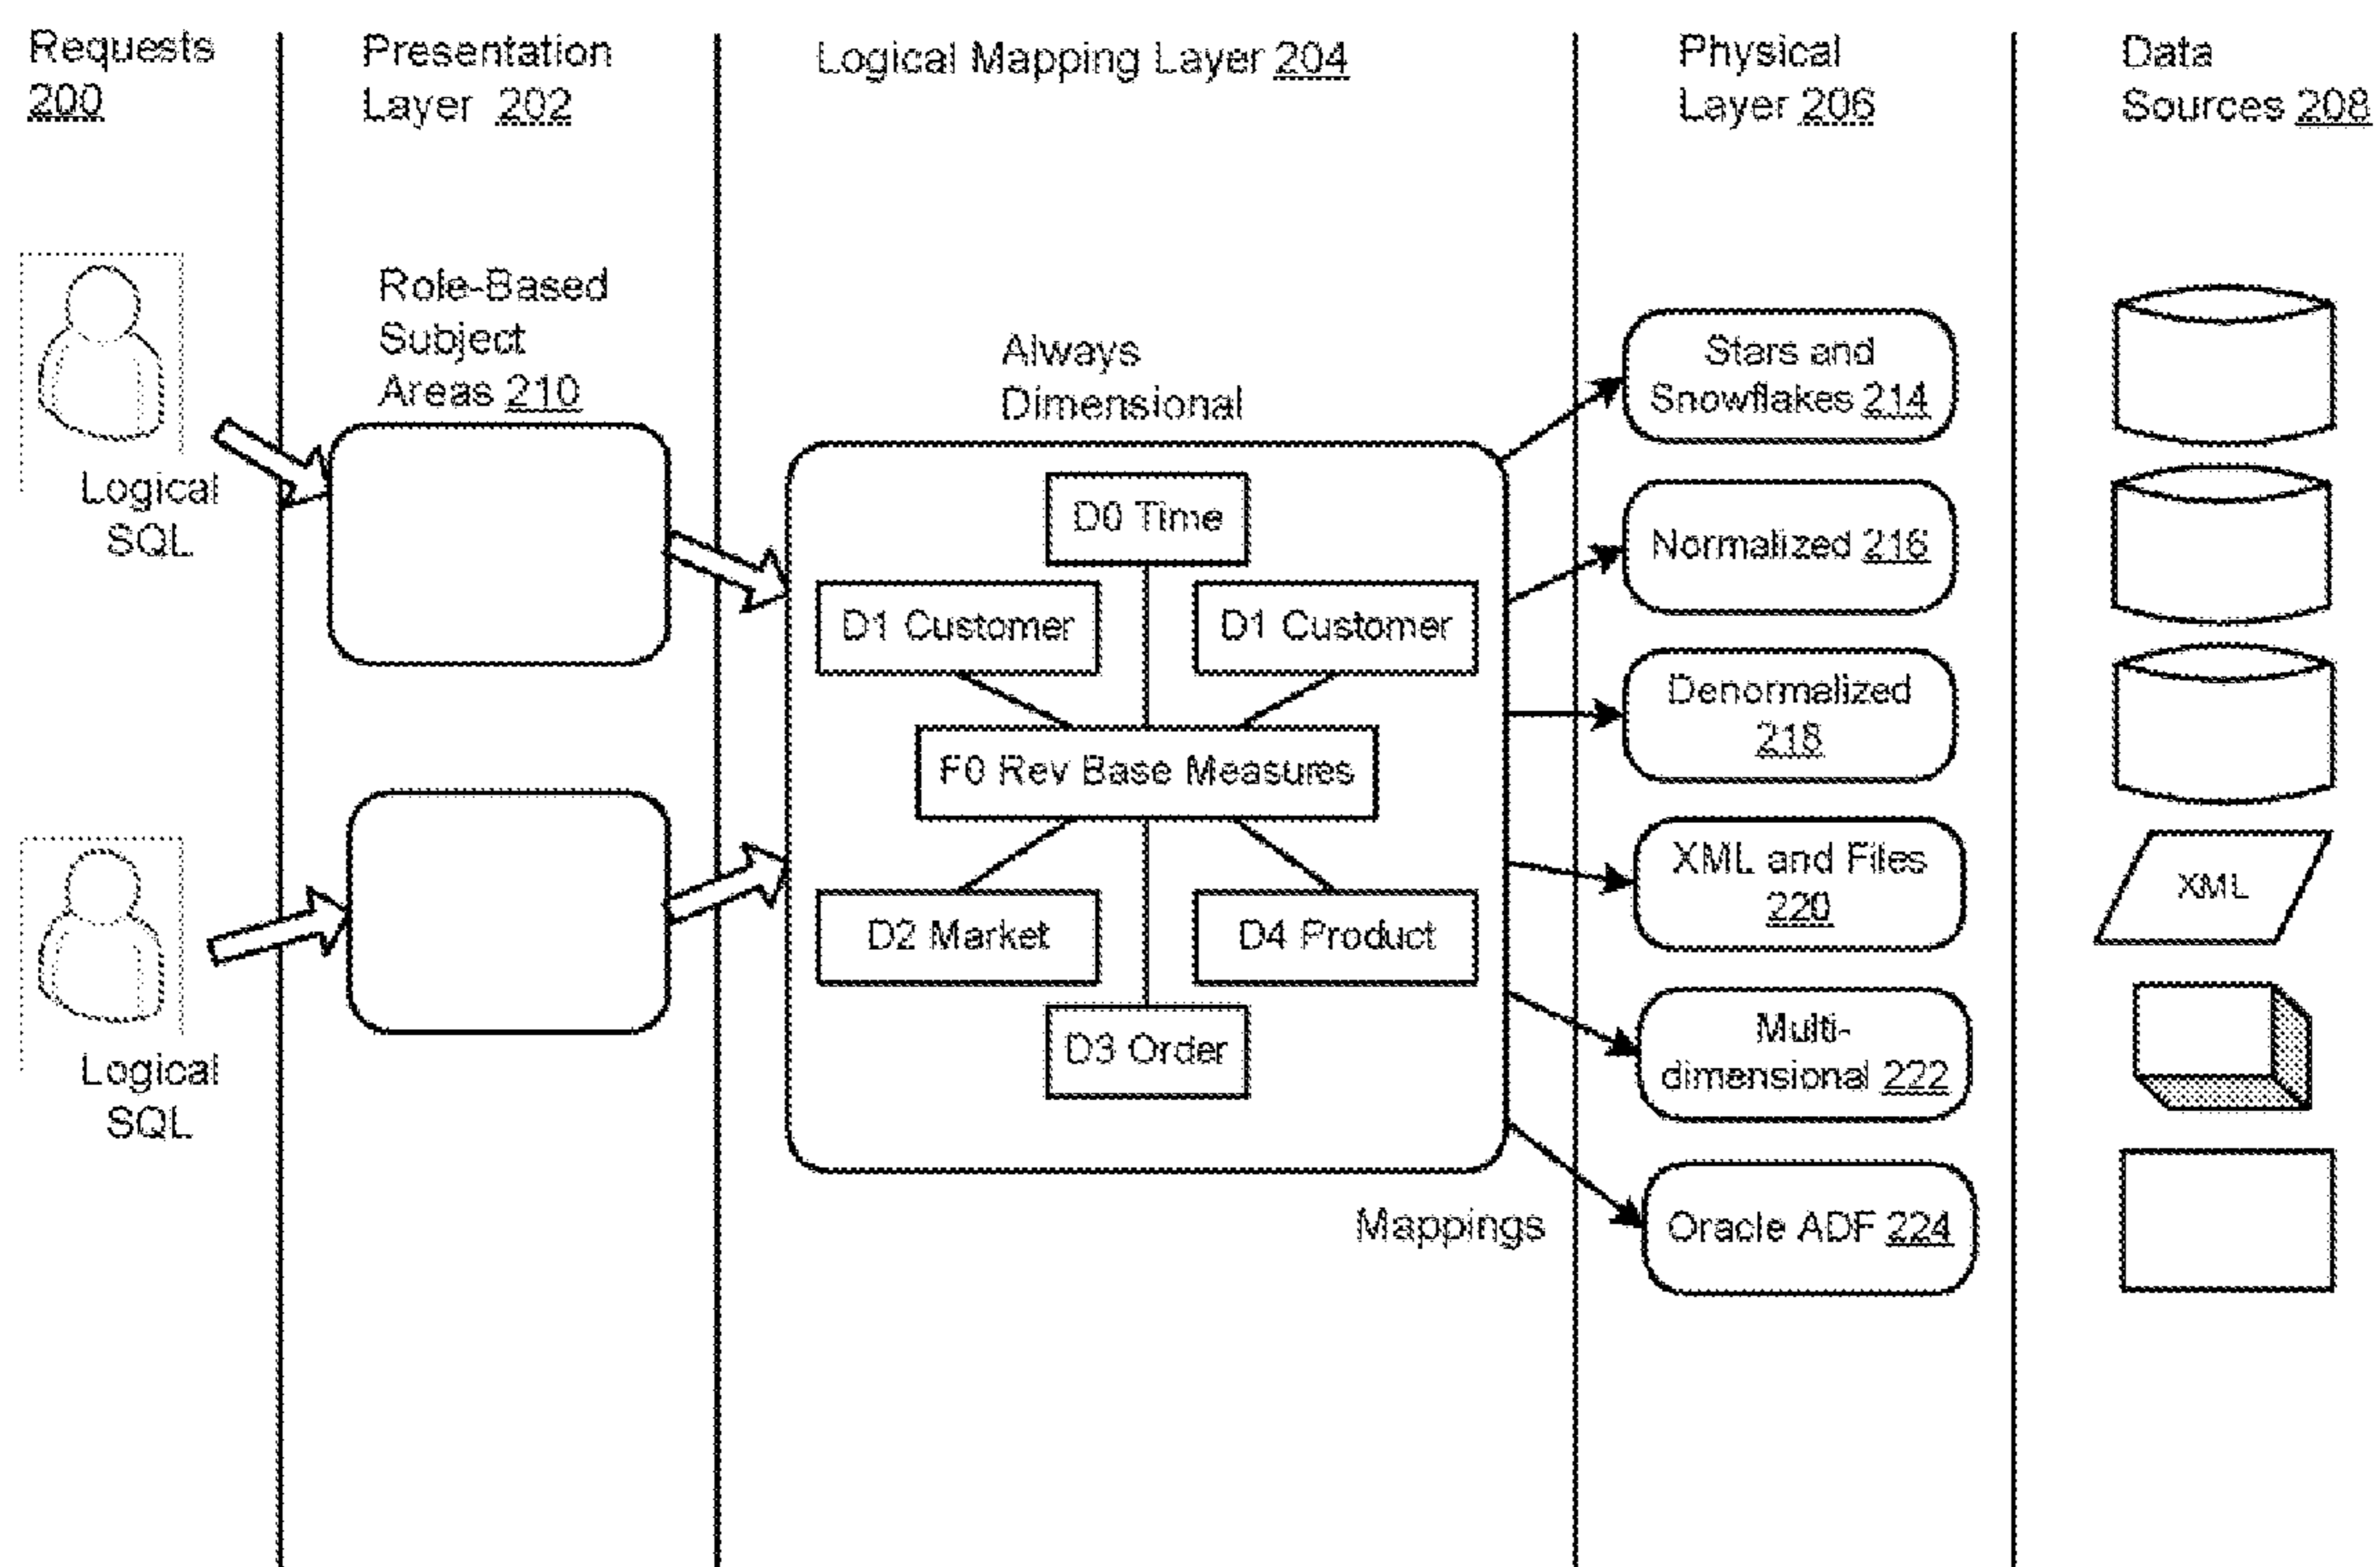 Requests
200
Presentation
Layer 202
Logical Mapping Layer 204
Physical
Layer 206
Data
Sources 208
Logical
SQL
Logical
SQL
Role-Based
Subject
Areas 210
Always
Dimensional
D0 Time
D1 Customer
D1 Customer
F0 Rev Base Measures
D2 Market
D4 Product
D3 Order
Mappings
Stars and
Snowflakes 214
Normalized 216
Denormalized
218
XML and Files
220
Multi-
dimensional 222
Oracle ADF 224
XML